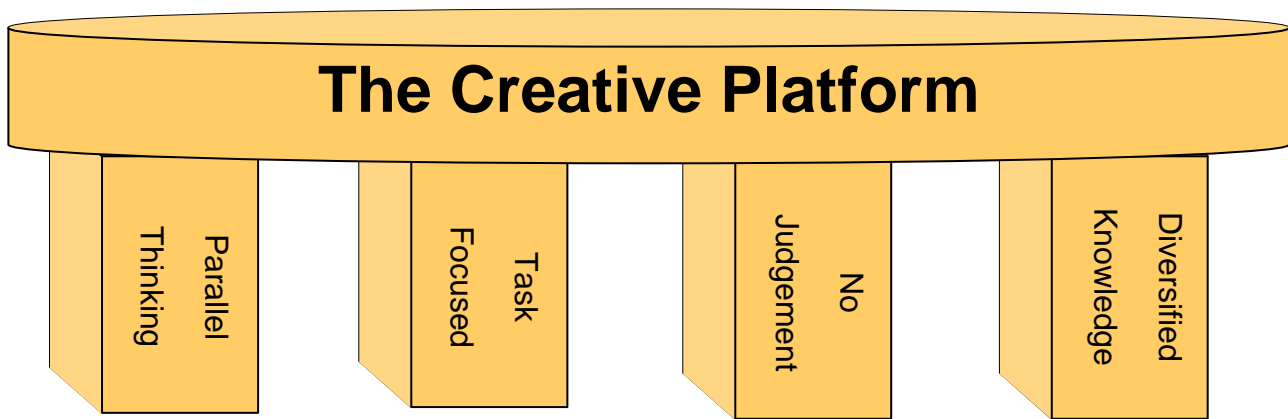 The Creative Platform
Parallel
Thinking
Task
Focused
No
Judgement
Diversified
Knowledge